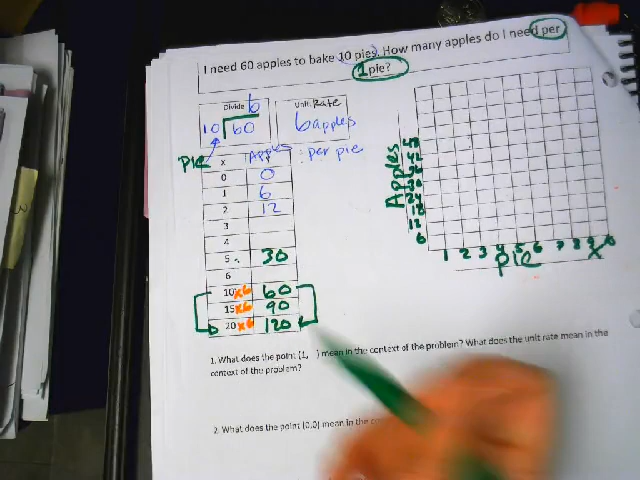 I need 60 apples to bake 10 pies. How many apples do I need per
1 pie?
Divide 6
10 60
Unit Rate
6 apples
per pie
Pie
x Apples
0 0
1 6
2 12
3
4
5 30
6
10 x6 60
15 x6 90
20 x6 120
Apples
48
42
36
30
24
18
12
6
1 2 3 4 5 6 7 8 9
Pie x
1. What does the point (1, ) mean in the context of the problem? What does the unit rate mean in the
context of the problem?
2. What does the point (0,0) mean in the